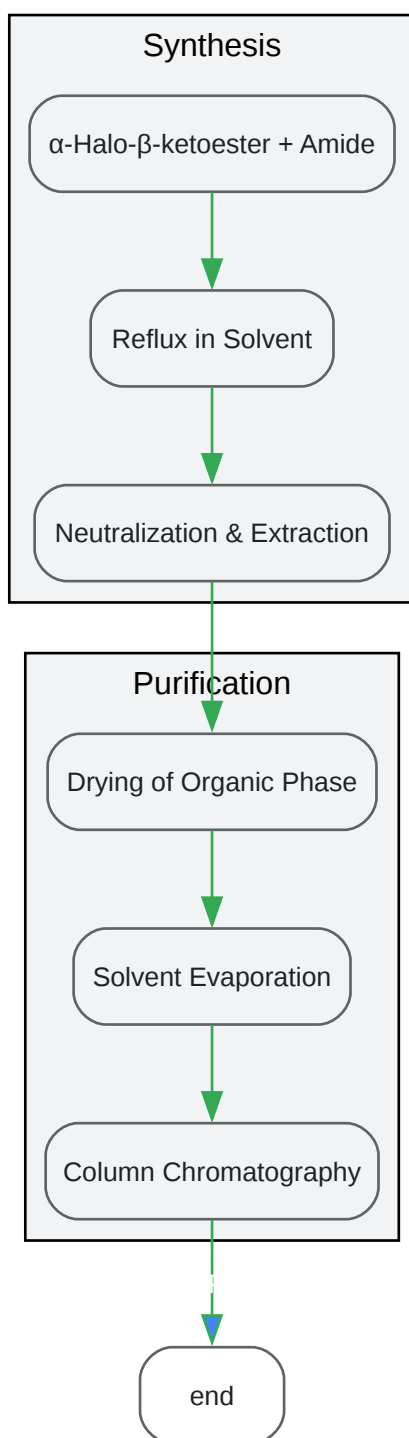 Synthesis
α-Halo-β-ketoester + Amide
Reflux in Solvent
Neutralization & Extraction
Purification
Drying of Organic Phase
Solvent Evaporation
Column Chromatography
end